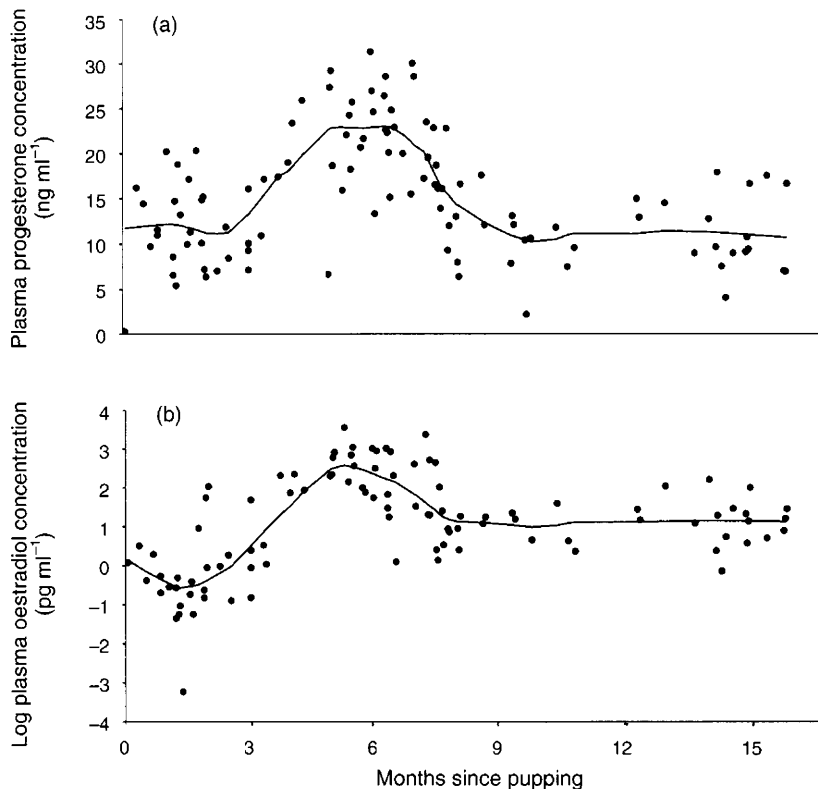 (a)
Plasma progesterone concentration
(ng ml⁻¹)
35
30
25
20
15
10
5
0
(b)
Log plasma oestradiol concentration
(pg ml⁻¹)
4
3
2
1
0
−1
−2
−3
−4
0 3 6 9 12 15
Months since pupping